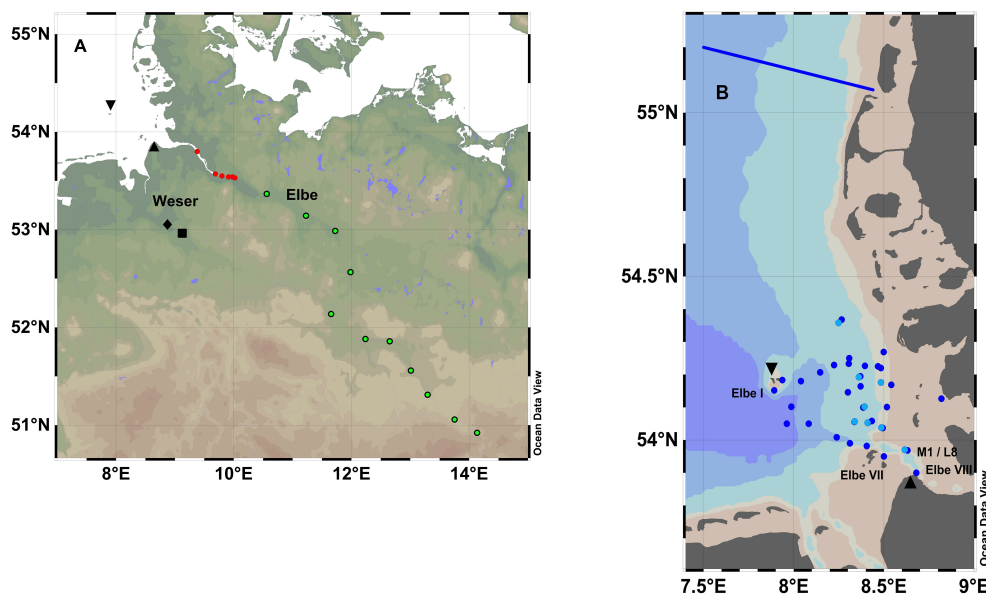 A
55°N
54°N
53°N
52°N
51°N
Weser
Elbe
8°E
10°E
12°E
14°E
Ocean Data View
B
55°N
54.5°N
54°N
Elbe I
M1 / L8
Elbe VII
Elbe VIII
7.5°E
8°E
8.5°E
9°E
Ocean Data View